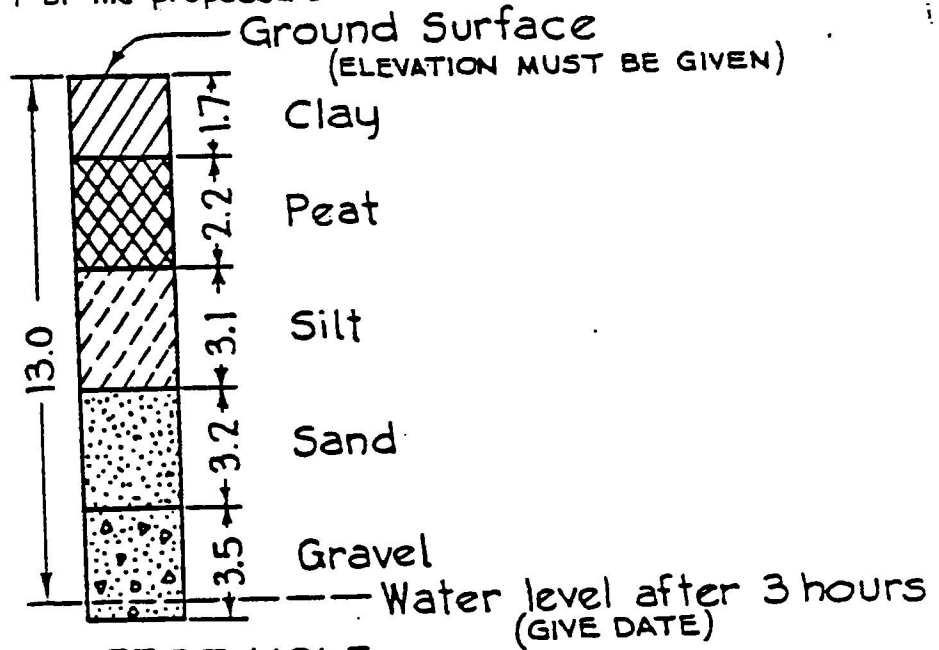 Ground Surface
(ELEVATION MUST BE GIVEN)
1.7
Clay
2.2
Peat
3.1
Silt
13.0
3.2
Sand
3.5
Gravel
Water level after 3 hours
(GIVE DATE)